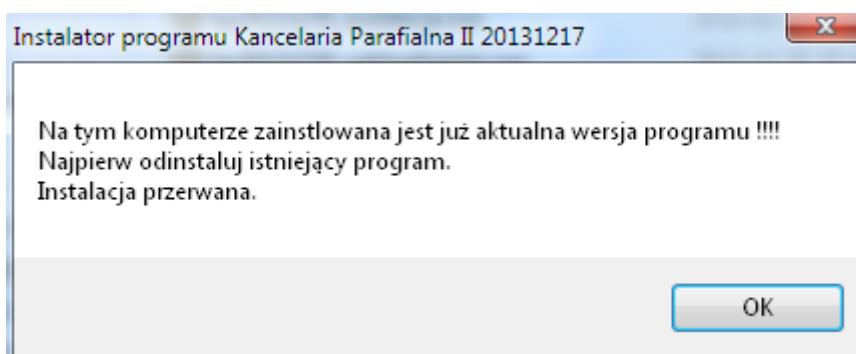 Instalator programu Kancelaria Parafialna II 20131217
Na tym komputerze zainstlowana jest już aktualna wersja programu !!!!
Najpierw odinstaluj istniejący program.
Instalacja przerwana.
OK